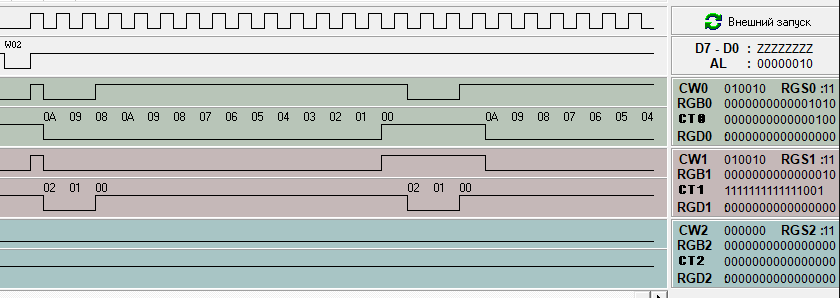 Внешний запуск
W02
D7 - D0 : ZZZZZZZZ
AL : 00000010
CW0 010010 RGS0 :11
RGB0 0000000000001010
0A 09 08 0A 09 08 07 06 05 04 03 02 01 00 0A 09 08 07 06 05 04
CT0 0000000000000100
RGD0 0000000000000000
CW1 010010 RGS1 :11
RGB1 0000000000000010
02 01 00 02 01 00
CT1 1111111111111001
RGD1 0000000000000000
CW2 000000 RGS2 :11
RGB2 0000000000000000
CT2 0000000000000000
RGD2 0000000000000000